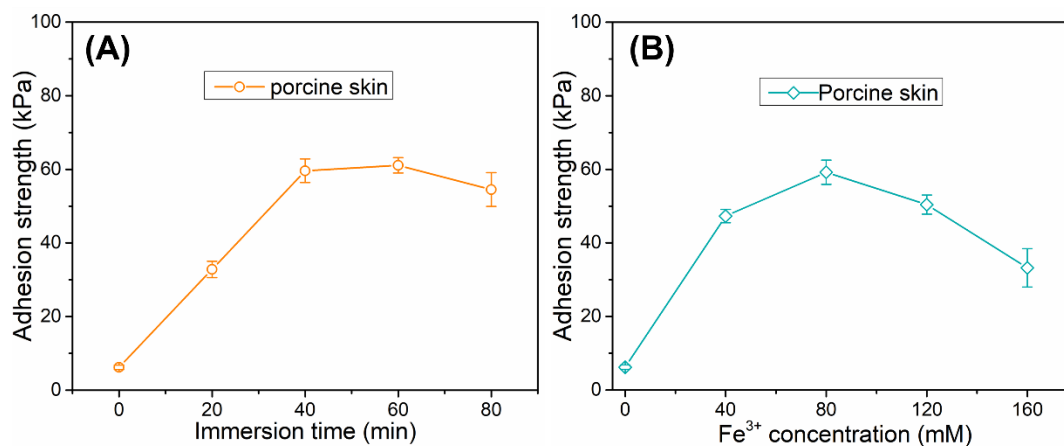 (A)
porcine skin
Adhesion strength (kPa)
100
80
60
40
20
0
0 20 40 60 80
Immersion time (min)
(B)
Porcine skin
Adhesion strength (kPa)
100
80
60
40
20
0
0 40 80 120 160
Fe³⁺ concentration (mM)